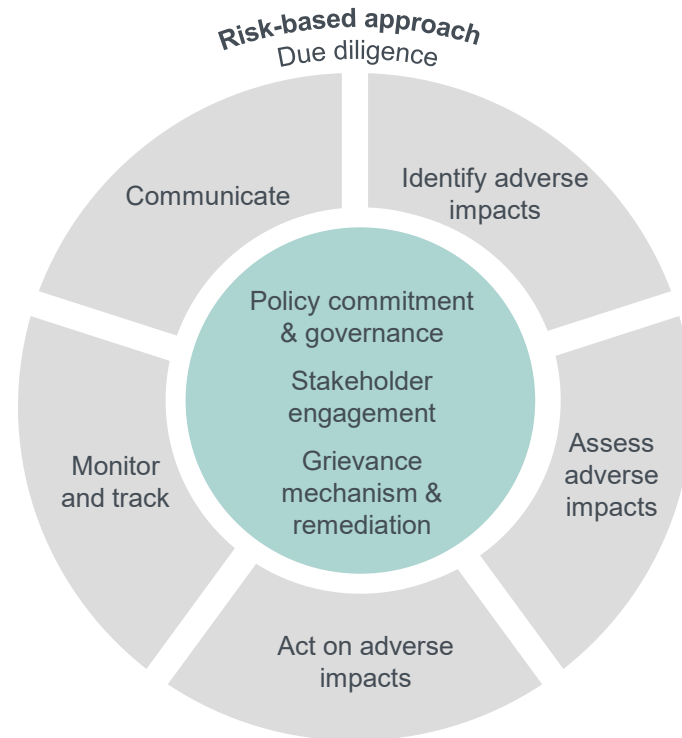 Risk-based approach
Due diligence
Communicate
Identify adverse
impacts
Policy commitment
& governance
Stakeholder
engagement
Grievance
mechanism &
remediation
Assess
adverse
impacts
Monitor
and track
Act on adverse
impacts